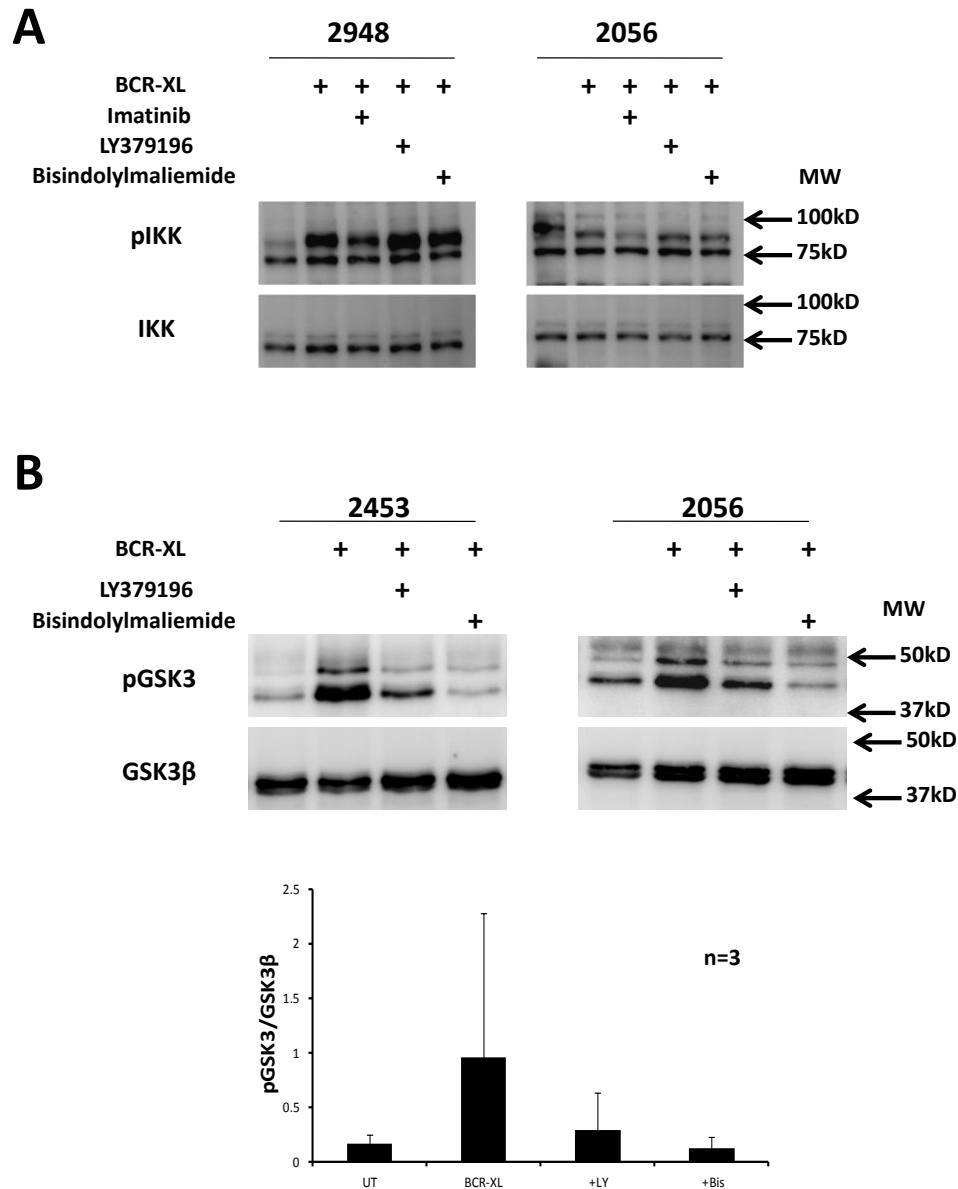 A
2948 2056
BCR-XL + + + + + + + +
Imatinib + +
LY379196 + +
Bisindolylmaliemide + + MW
pIKK 100kD
75kD
IKK 100kD
75kD
B
2453 2056
BCR-XL + + + + + +
LY379196 + +
Bisindolylmaliemide + + MW
pGSK3 50kD
37kD
GSK3β 50kD
37kD
pGSK3/GSK3β
2.5
2
1.5
1
0.5
0
n=3
UT BCR-XL +LY +Bis